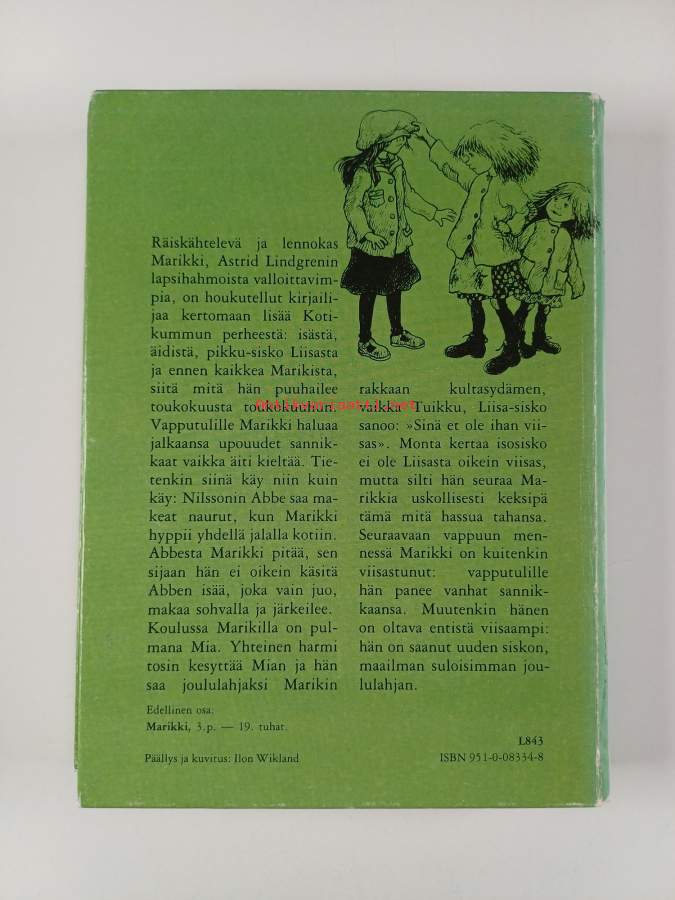 Räiskähtelevä ja lennokas
Marikki, Astrid Lindgrenin
lapsihahmoista valloittavim-
pia, on houkutellut kirjaili-
jaa kertomaan lisää Koti-
kummun perheestä: isästä,
äidistä, pikku-sisko Liisasta
ja ennen kaikkea Marikista,
siitä mitä hän puuhailee
toukokuusta toukokuuhun.
Vapputulille Marikki haluaa
jalkaansa upouudet sannik-
kaat vaikka äiti kieltää. Tie-
tenkin siinä käy niin kuin
käy: Nilssonin Abbe saa ma-
keat naurut, kun Marikki
hyppii yhdellä jalalla kotiin.
Abbesta Marikki pitää, sen
sijaan hän ei oikein käsitä
Abben isää, joka vain juo,
makaa sohvalla ja järkeilee.
Koulussa Marikilla on pul-
mana Mia. Yhteinen harmi
tosin kesyttää Mian ja hän
saa joululahjaksi Marikin
rakkaan kultasydämen,
vaikka Tuikku, Liisa-sisko
sanoo: »Sinä et ole ihan vii-
sas». Monta kertaa isosisko
ei ole Liisasta oikein viisas,
mutta silti hän seuraa Ma-
rikkia uskollisesti keksipä
tämä mitä hassua tahansa.
Seuraavaan vappuun men-
nessä Marikki on kuitenkin
viisastunut: vapputulille
hän panee vanhat sannik-
kaansa. Muutenkin hänen
on oltava entistä viisaampi:
hän on saanut uuden siskon,
maailman suloisimman jou-
lulahjan.
Edellinen osa:
Marikki, 3.p. — 19. tuhat.
Päällys ja kuvitus: Ilon Wikland
L843
ISBN 951-0-08334-8